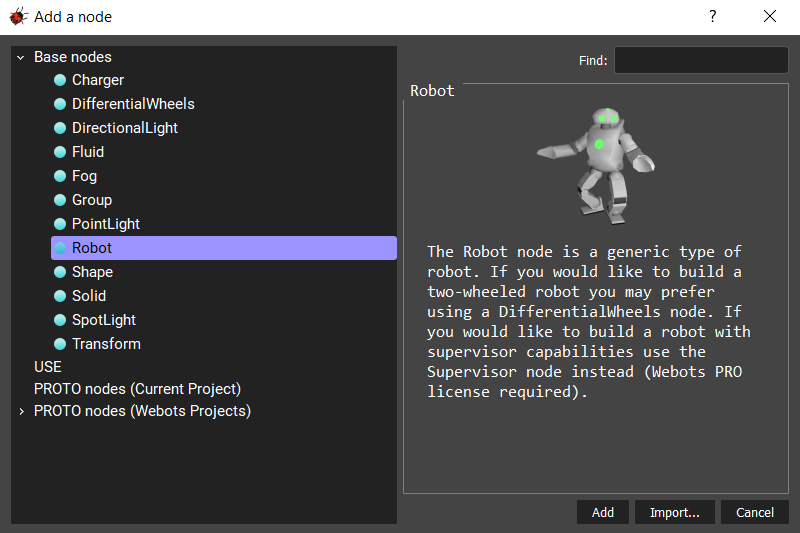 Add a node
?
Base nodes
Charger
DifferentialWheels
DirectionalLight
Fluid
Fog
Group
PointLight
Robot
Shape
Solid
SpotLight
Transform
USE
PROTO nodes (Current Project)
PROTO nodes (Webots Projects)
Find:
Robot
The Robot node is a generic type of
robot. If you would like to build a
two-wheeled robot you may prefer
using a DifferentialWheels node. If
you would like to build a robot with
supervisor capabilities use the
Supervisor node instead (Webots PRO
license required).
Add
Import...
Cancel